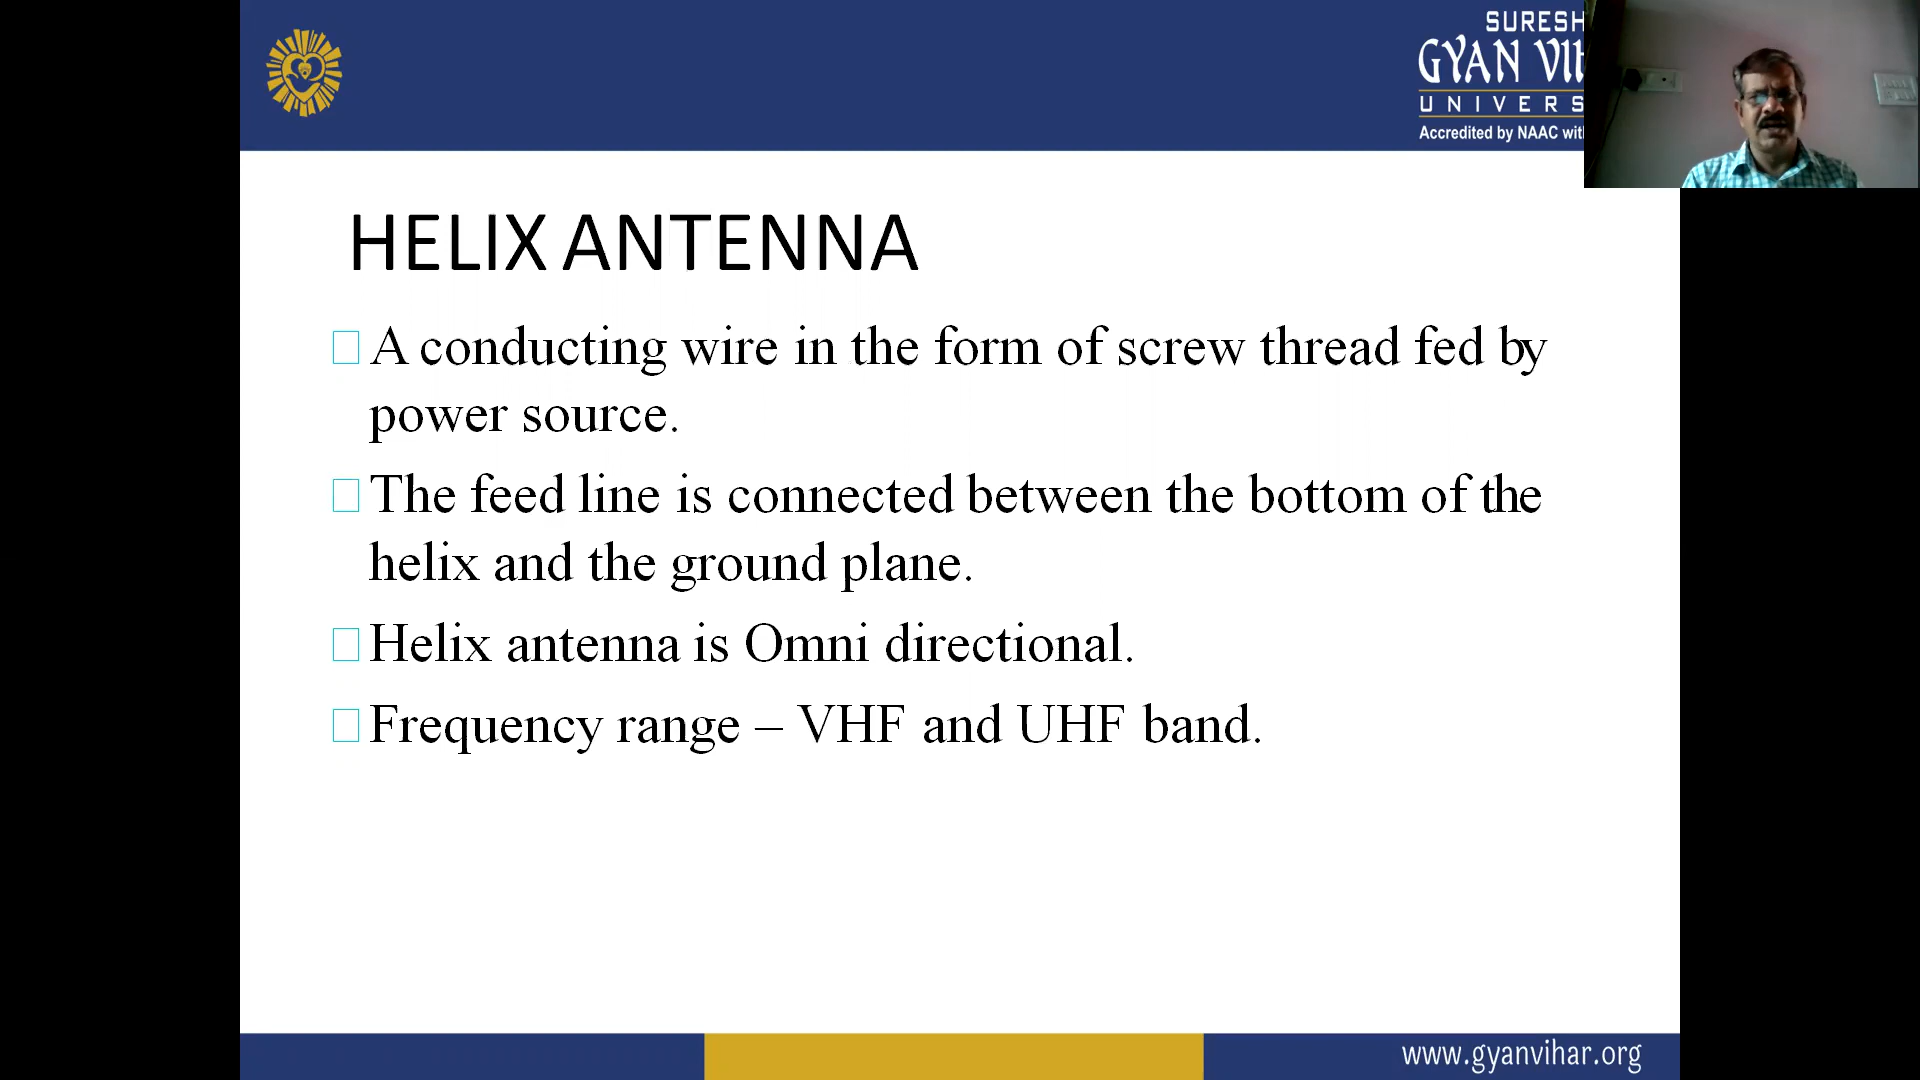 SURESH
GYAN
UNIVERS
Accredited by NAAC
HELIX ANTENNA
A conducting wire in the form of screw thread fed by
power source.
The feed line is connected between the bottom of the
helix and the ground plane.
Helix antenna is Omni directional.
Frequency range – VHF and UHF band.
www.gyanvihar.org